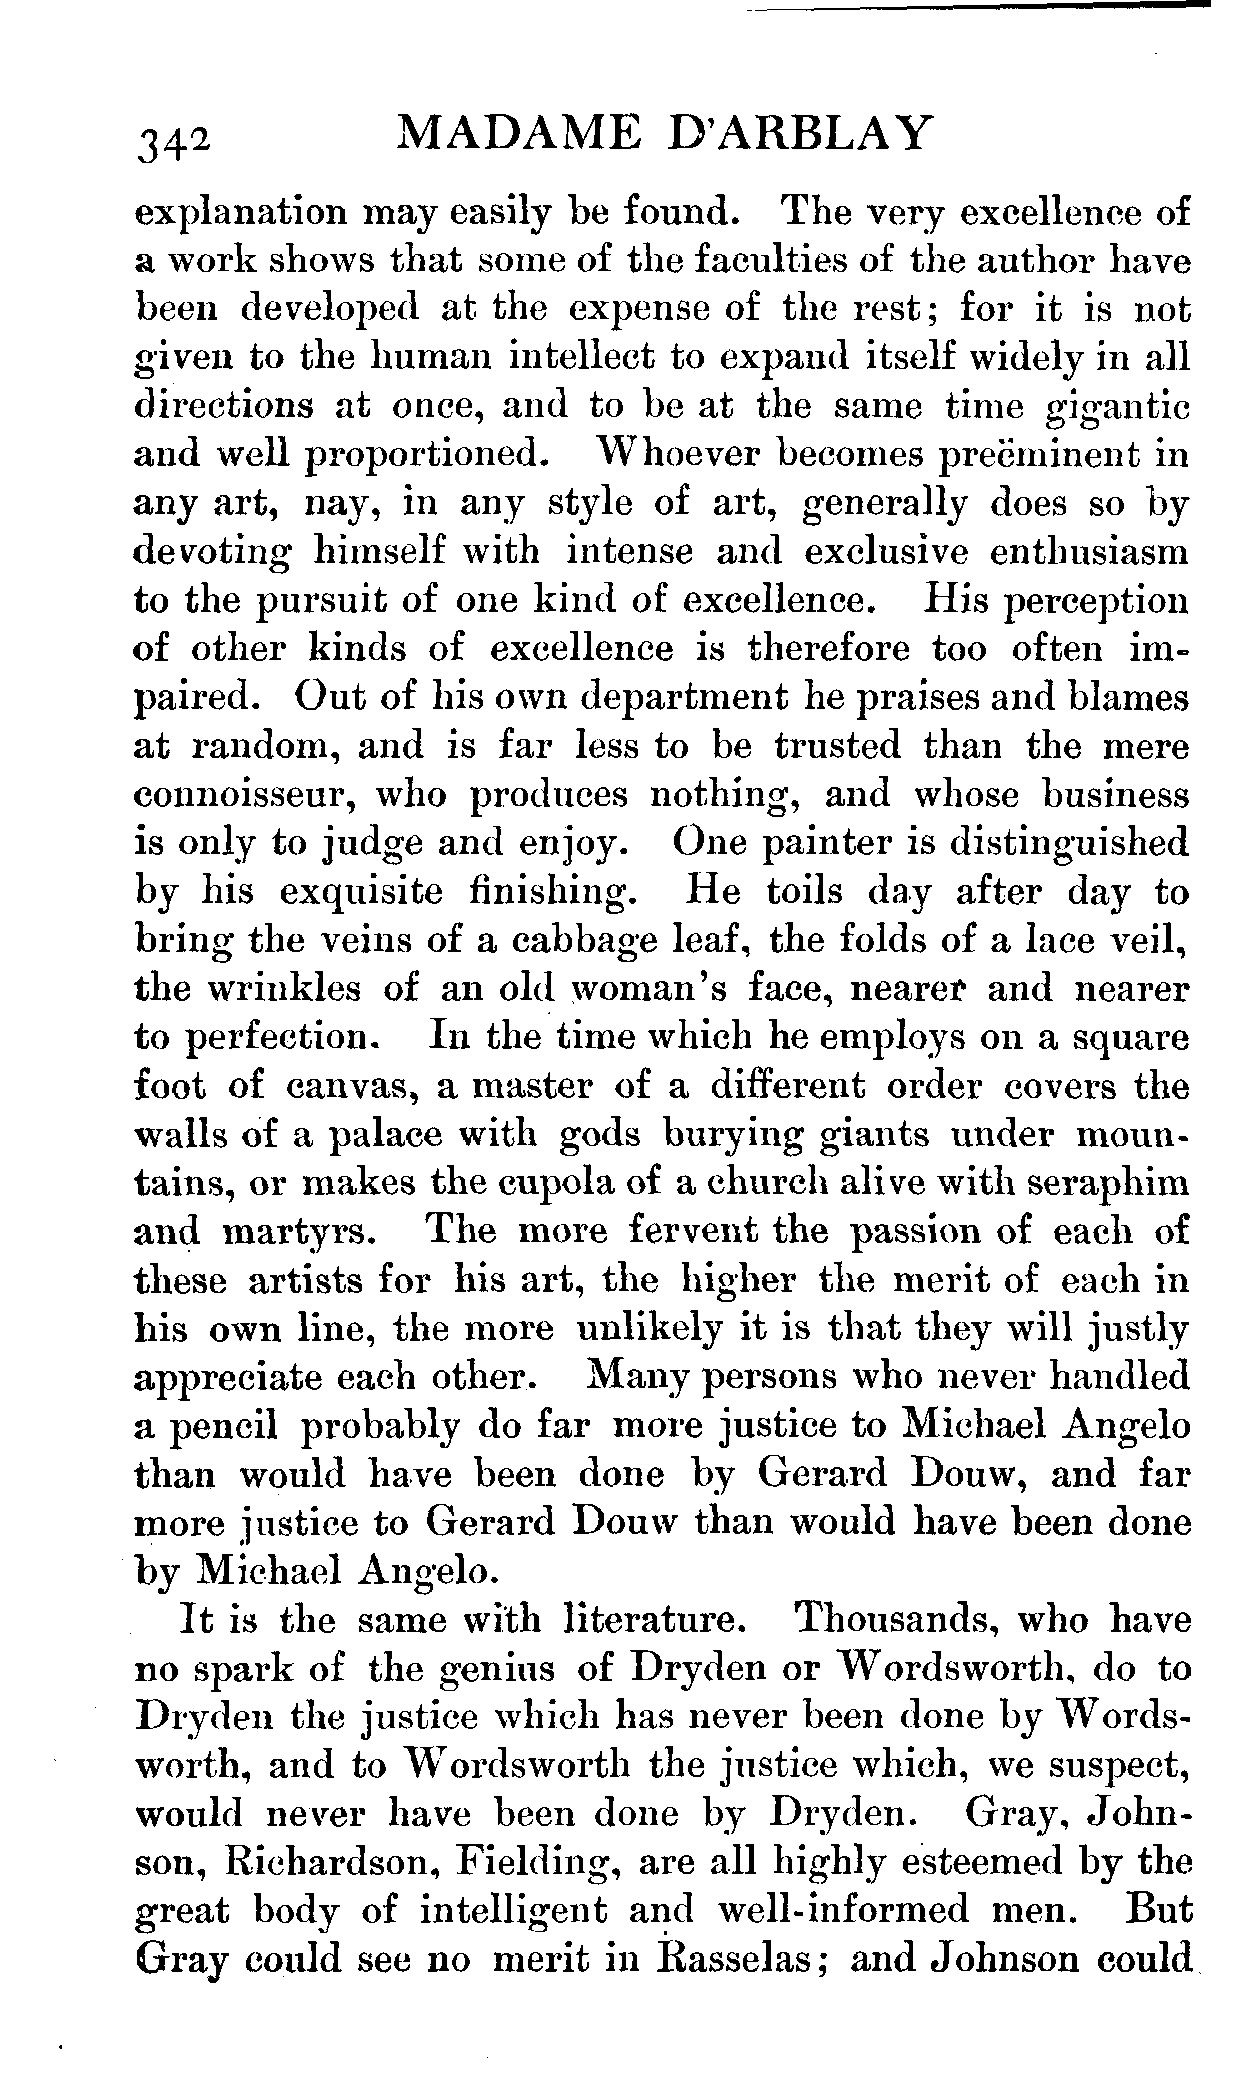 342 MADAME D'ARBLAY
explanation may easily be found. The very excellence of
a work shows that some of the faculties of the author have
been developed at the expense of the rest; for it is not
given to the human intellect to expand itself widely in all
directions at once, and to be at the same time gigantic
and well proportioned. Whoever becomes preëminent in
any art, nay, in any style of art, generally does so by
devoting himself with intense and exclusive enthusiasm
to the pursuit of one kind of excellence. His perception
of other kinds of excellence is therefore too often im-
paired. Out of his own department he praises and blames
at random, and is far less to be trusted than the mere
connoisseur, who produces nothing, and whose business
is only to judge and enjoy. One painter is distinguished
by his exquisite finishing. He toils day after day to
bring the veins of a cabbage leaf, the folds of a lace veil,
the wrinkles of an old woman's face, nearer and nearer
to perfection. In the time which he employs on a square
foot of canvas, a master of a different order covers the
walls of a palace with gods burying giants under moun-
tains, or makes the cupola of a church alive with seraphim
and martyrs. The more fervent the passion of each of
these artists for his art, the higher the merit of each in
his own line, the more unlikely it is that they will justly
appreciate each other. Many persons who never handled
a pencil probably do far more justice to Michael Angelo
than would have been done by Gerard Douw, and far
more justice to Gerard Douw than would have been done
by Michael Angelo.
It is the same with literature. Thousands, who have
no spark of the genius of Dryden or Wordsworth, do to
Dryden the justice which has never been done by Words-
worth, and to Wordsworth the justice which, we suspect,
would never have been done by Dryden. Gray, John-
son, Richardson, Fielding, are all highly esteemed by the
great body of intelligent and well-informed men. But
Gray could see no merit in Rasselas; and Johnson could